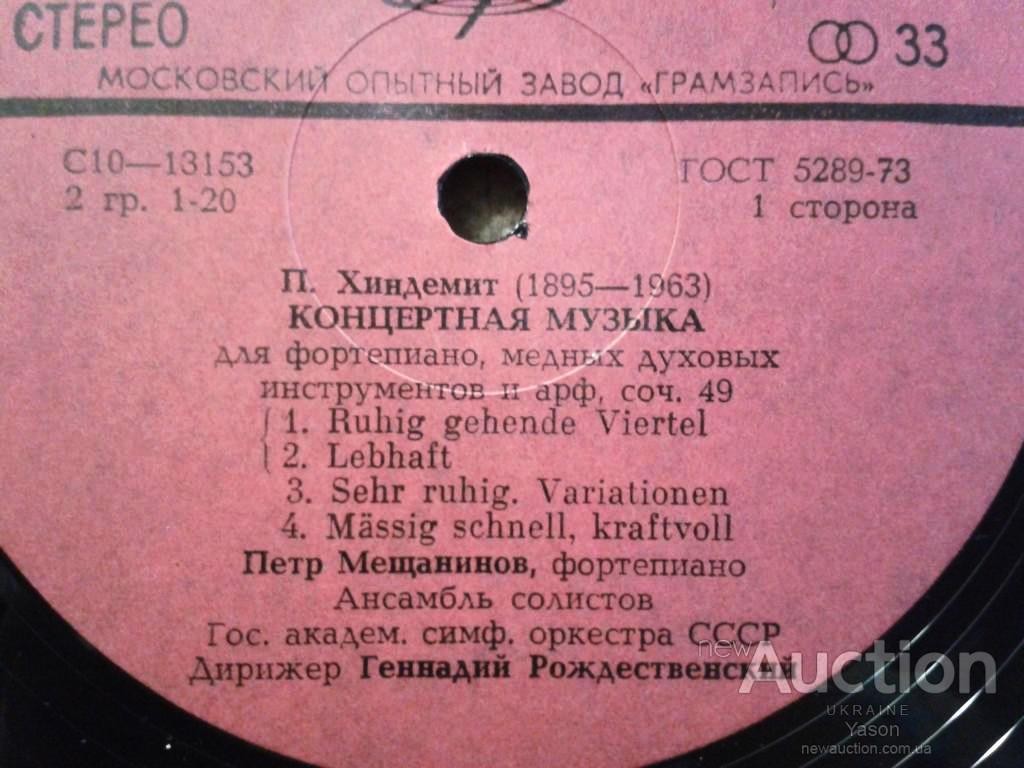 СТЕРЕО
33
МОСКОВСКИЙ ОПЫТНЫЙ ЗАВОД «ГРАМЗАПИСЬ»
С10—13153
ГОСТ 5289-73
2 гр. 1-20
1 сторона
П. Хиндемит (1895—1963)
КОНЦЕРТНАЯ МУЗЫКА
для фортепиано, медных духовых
инструментов и арф, соч. 49
1. Ruhig gehende Viertel
2. Lebhaft
3. Sehr ruhig. Variationen
4. Mässig schnell, kraftvoll
Петр Мещанинов, фортепиано
Ансамбль солистов
Гос. академ. симф. оркестра СССР
Дирижер Геннадий Рождественский
newAuction
UKRAINE
Yason
newauction.com.ua